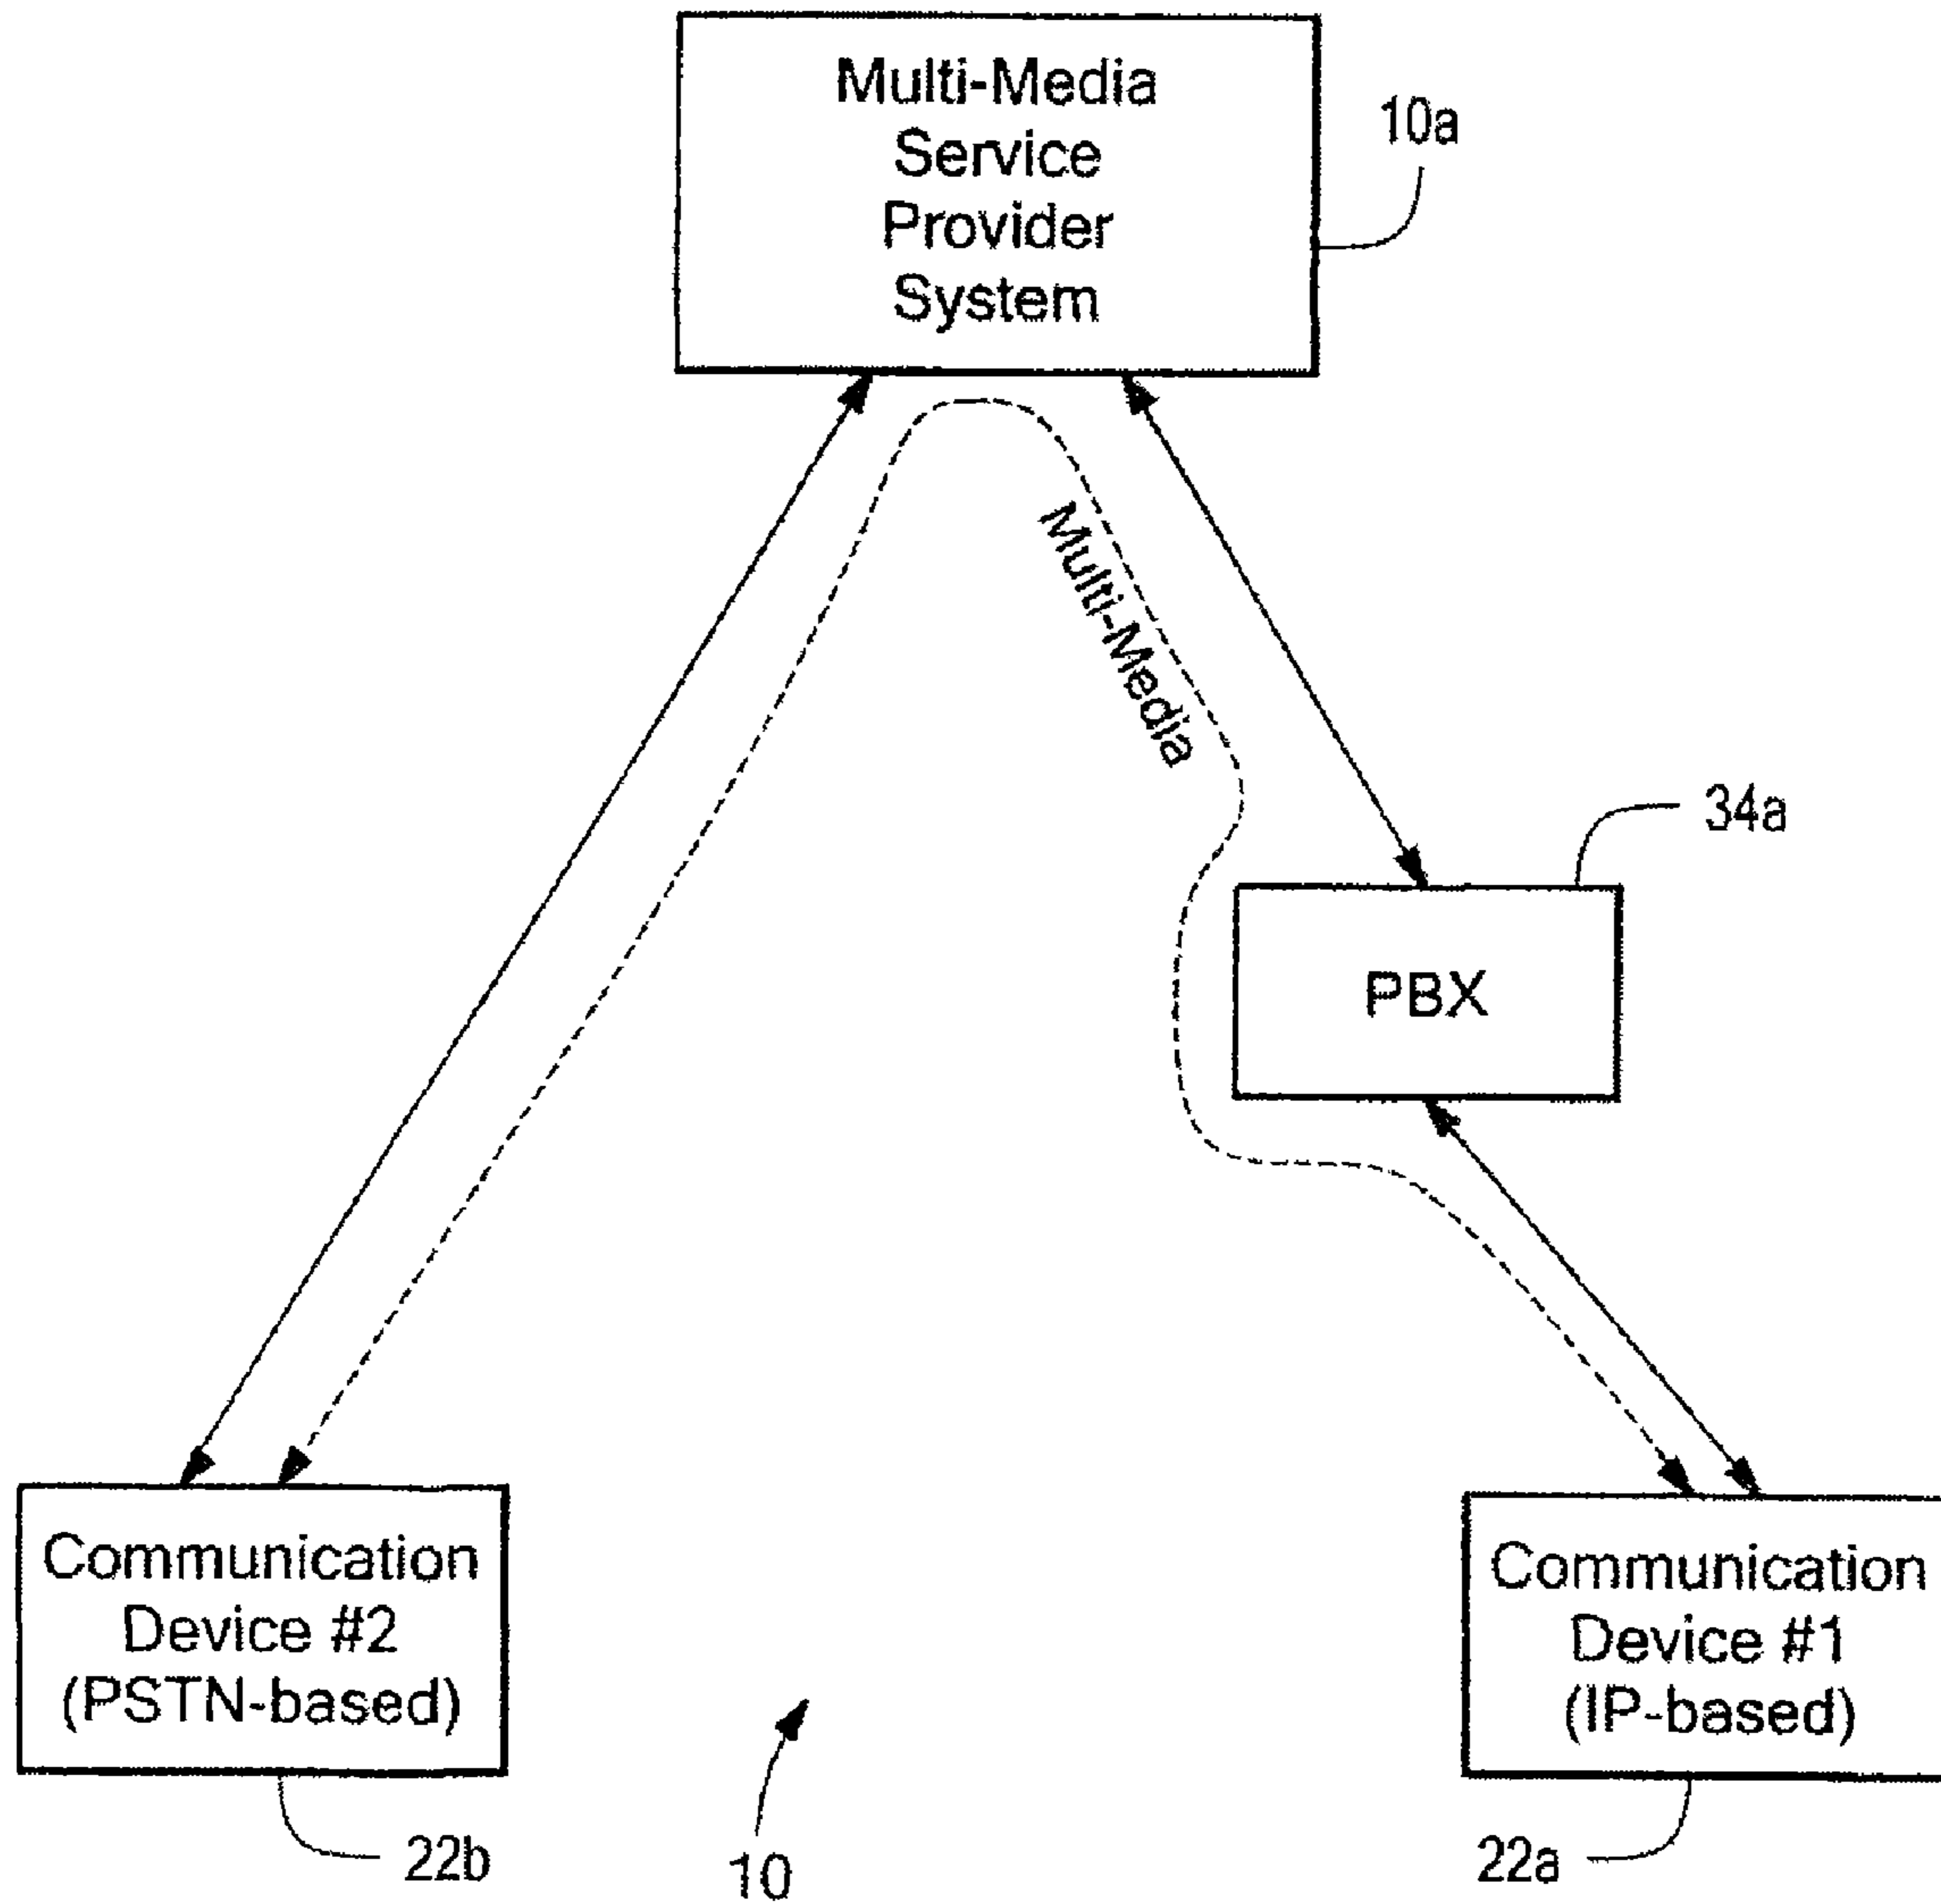 Multi-Media
Service
Provider
System
10a
Multi-Media
34a
PBX
Communication
Device #2
(PSTN-based)
Communication
Device #1
(IP-based)
22b
10
22a